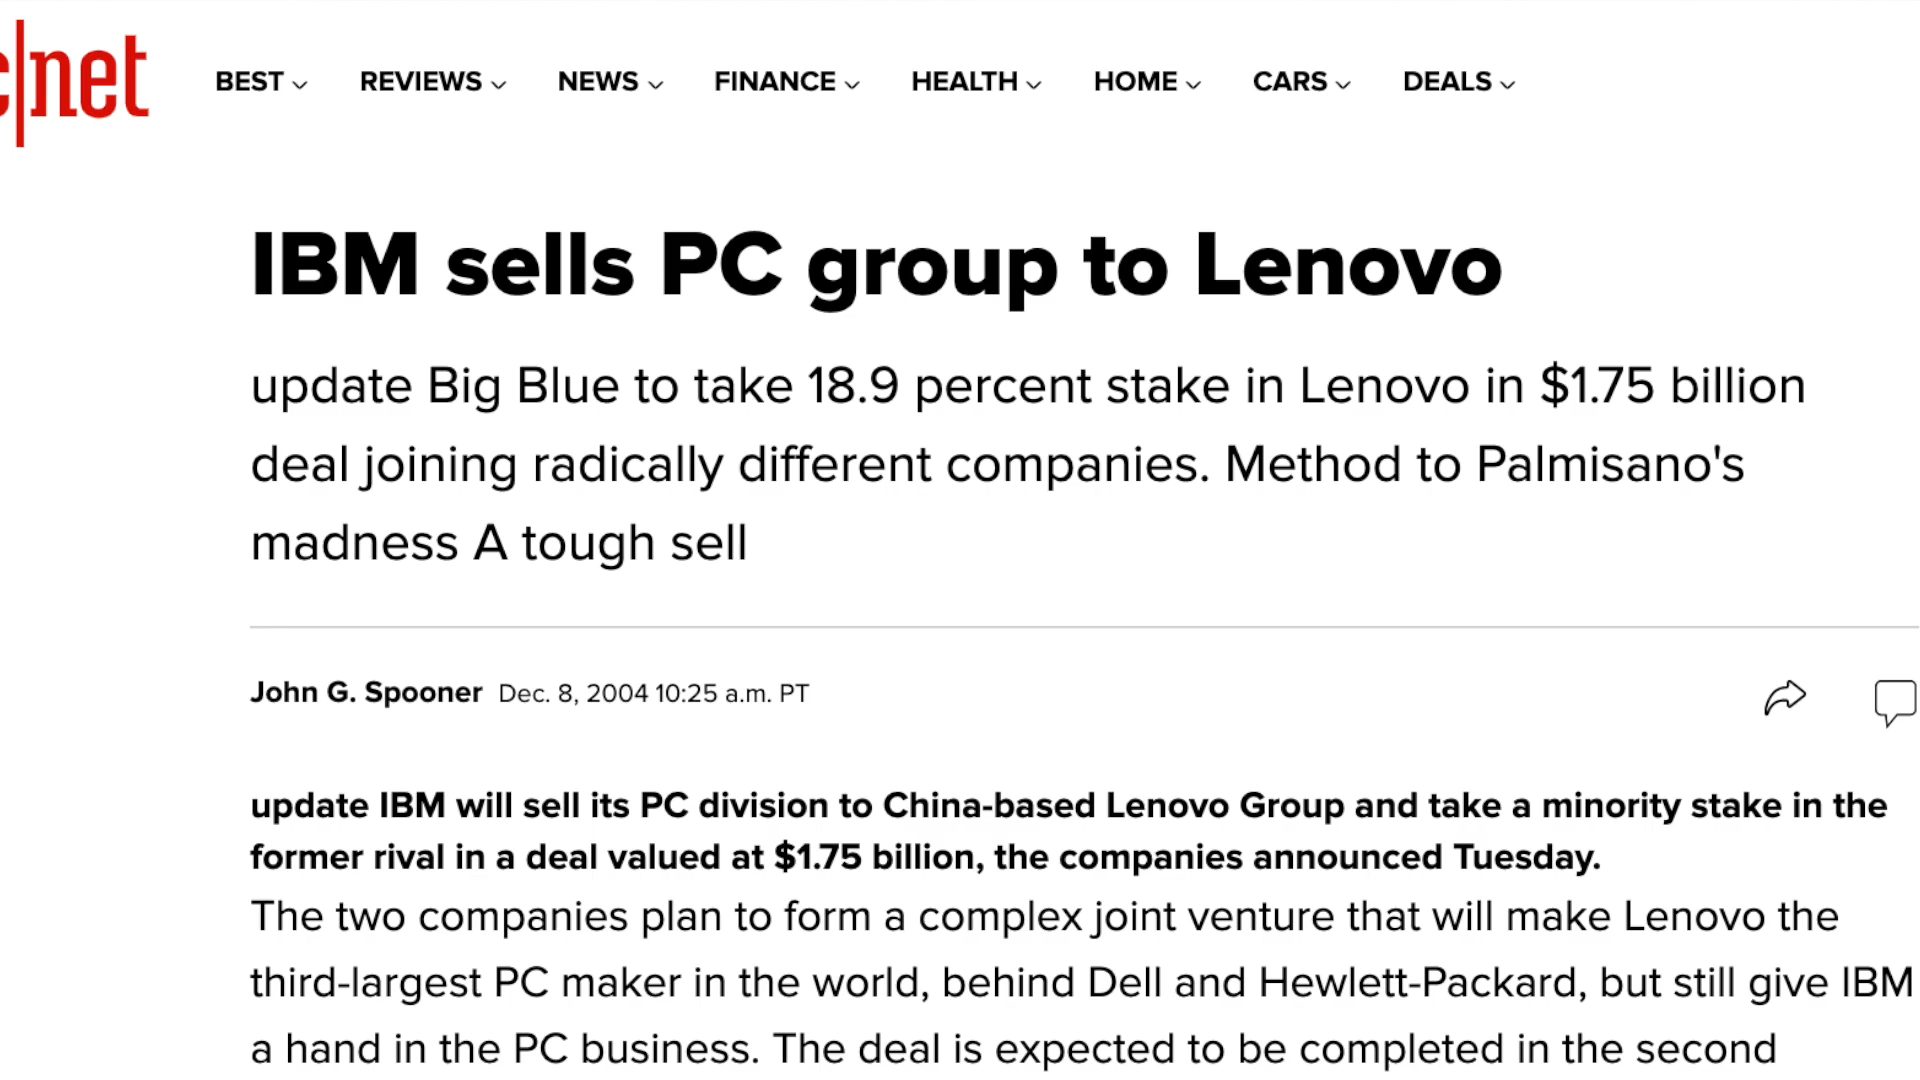 c|net
BEST REVIEWS NEWS FINANCE HEALTH HOME CARS DEALS
IBM sells PC group to Lenovo
update Big Blue to take 18.9 percent stake in Lenovo in $1.75 billion
deal joining radically different companies. Method to Palmisano's
madness A tough sell
John G. Spooner Dec. 8, 2004 10:25 a.m. PT
update IBM will sell its PC division to China-based Lenovo Group and take a minority stake in the
former rival in a deal valued at $1.75 billion, the companies announced Tuesday.
The two companies plan to form a complex joint venture that will make Lenovo the
third-largest PC maker in the world, behind Dell and Hewlett-Packard, but still give IBM
a hand in the PC business. The deal is expected to be completed in the second